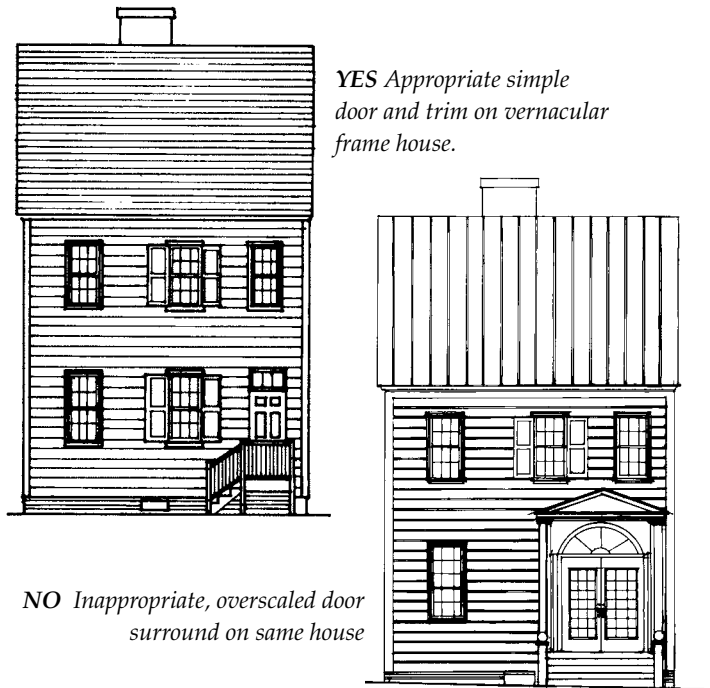 YES Appropriate simple
door and trim on vernacular
frame house.
NO Inappropriate, overscaled door
surround on same house